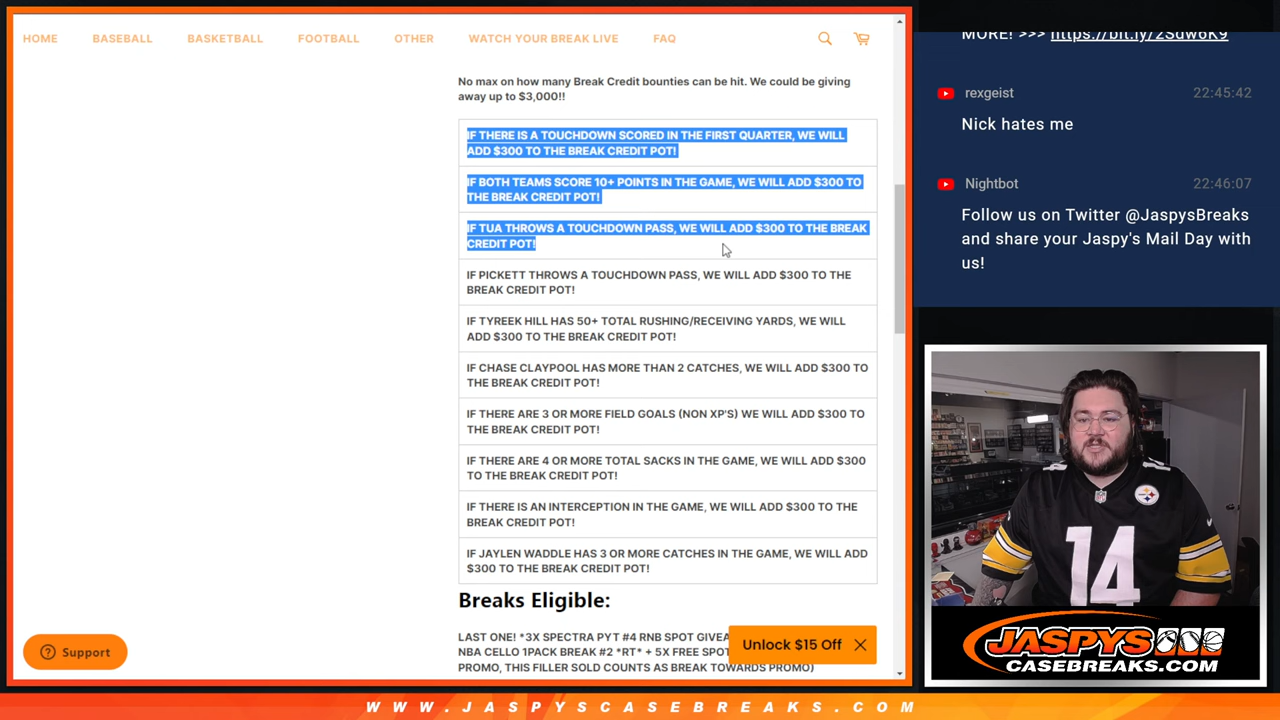 HOME BASEBALL BASKETBALL FOOTBALL OTHER WATCH YOUR BREAK LIVE FAQ
No max on how many Break Credit bounties can be hit. We could be giving
away up to $3,000!!
IF THERE IS A TOUCHDOWN SCORED IN THE FIRST QUARTER, WE WILL
ADD $300 TO THE BREAK CREDIT POT!
IF BOTH TEAMS SCORE 10+ POINTS IN THE GAME, WE WILL ADD $300 TO
THE BREAK CREDIT POT!
IF TUA THROWS A TOUCHDOWN PASS, WE WILL ADD $300 TO THE BREAK
CREDIT POT!
IF PICKETT THROWS A TOUCHDOWN PASS, WE WILL ADD $300 TO THE
BREAK CREDIT POT!
IF TYREEK HILL HAS 50+ TOTAL RUSHING/RECEIVING YARDS, WE WILL
ADD $300 TO THE BREAK CREDIT POT!
IF CHASE CLAYPOOL HAS MORE THAN 2 CATCHES, WE WILL ADD $300 TO
THE BREAK CREDIT POT!
IF THERE ARE 3 OR MORE FIELD GOALS (NON XP'S) WE WILL ADD $300 TO
THE BREAK CREDIT POT!
IF THERE ARE 4 OR MORE TOTAL SACKS IN THE GAME, WE WILL ADD $300
TO THE BREAK CREDIT POT!
IF THERE IS AN INTERCEPTION IN THE GAME, WE WILL ADD $300 TO THE
BREAK CREDIT POT!
IF JAYLEN WADDLE HAS 3 OR MORE CATCHES IN THE GAME, WE WILL ADD
$300 TO THE BREAK CREDIT POT!
Breaks Eligible:
LAST ONE! *3X SPECTRA PYT #4 RNB SPOT GIVEA
NBA CELLO 1PACK BREAK #2 *RT* + 5X FREE SPOT
PROMO, THIS FILLER SOLD COUNTS AS BREAK TOWARDS PROMO)
Support
Unlock $15 Off
MORE! >>> https://bit.ly/2Sdw6K9
rexgeist 22:45:42
Nick hates me
Nightbot 22:46:07
Follow us on Twitter @JaspysBreaks
and share your Jaspy's Mail Day with
us!
14
JASPYS
CASEBREAKS.COM
WWW.JASPYSCASEBREAKS.COM